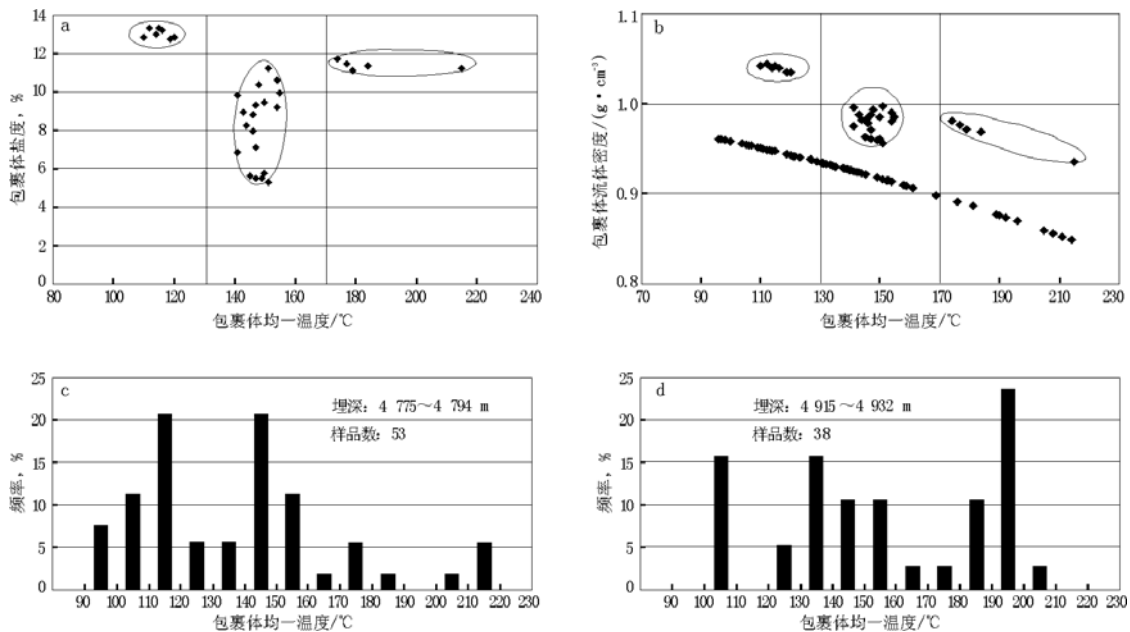 a
包裹体盐度, %
14
12
10
8
6
4
2
0
80 100 120 140 160 180 200 220 240
包裹体均一温度/℃
b
包裹体流体密度/(g·cm⁻³)
1.1
1.0
0.9
0.8
70 90 110 130 150 170 190 210 230
包裹体均一温度/℃
c
埋深: 4 775~4 794 m
样品数: 53
频率, %
25
20
15
10
5
0
90 100 110 120 130 140 150 160 170 180 190 200 210 220 230
包裹体均一温度/℃
d
埋深: 4 915~4 932 m
样品数: 38
频率, %
25
20
15
10
5
0
90 100 110 120 130 140 150 160 170 180 190 200 210 220 230
包裹体均一温度/℃